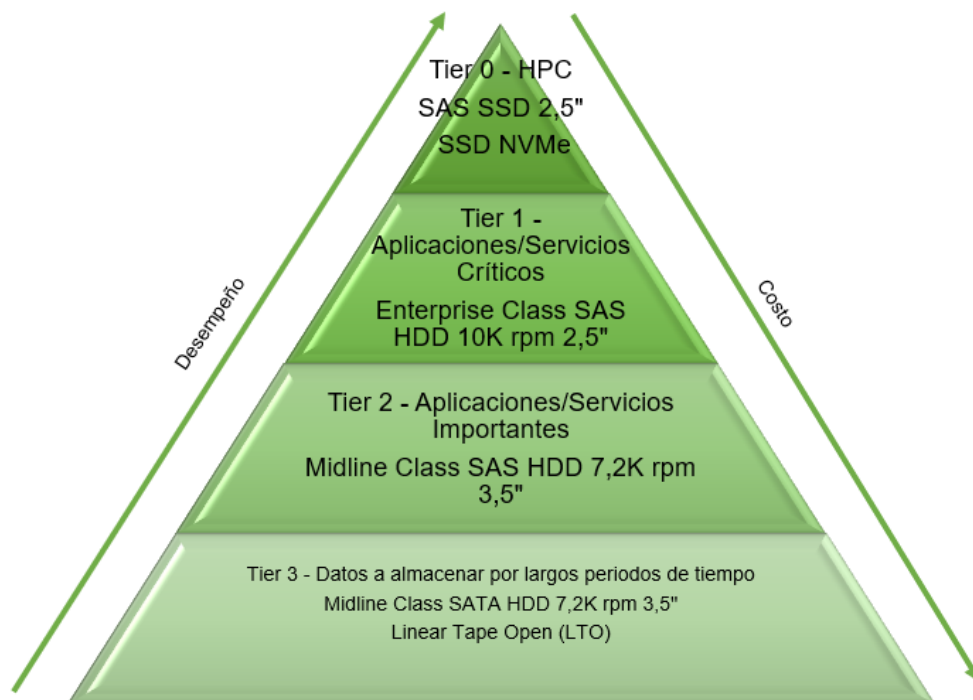 Tier 0 - HPC
SAS SSD 2,5"
SSD NVMe
Tier 1 -
Aplicaciones/Servicios
Críticos
Enterprise Class SAS
HDD 10K rpm 2,5"
Tier 2 - Aplicaciones/Servicios
Importantes
Midline Class SAS HDD 7,2K rpm
3,5"
Tier 3 - Datos a almacenar por largos periodos de tiempo
Midline Class SATA HDD 7,2K rpm 3,5"
Linear Tape Open (LTO)
Desempeño
Costo